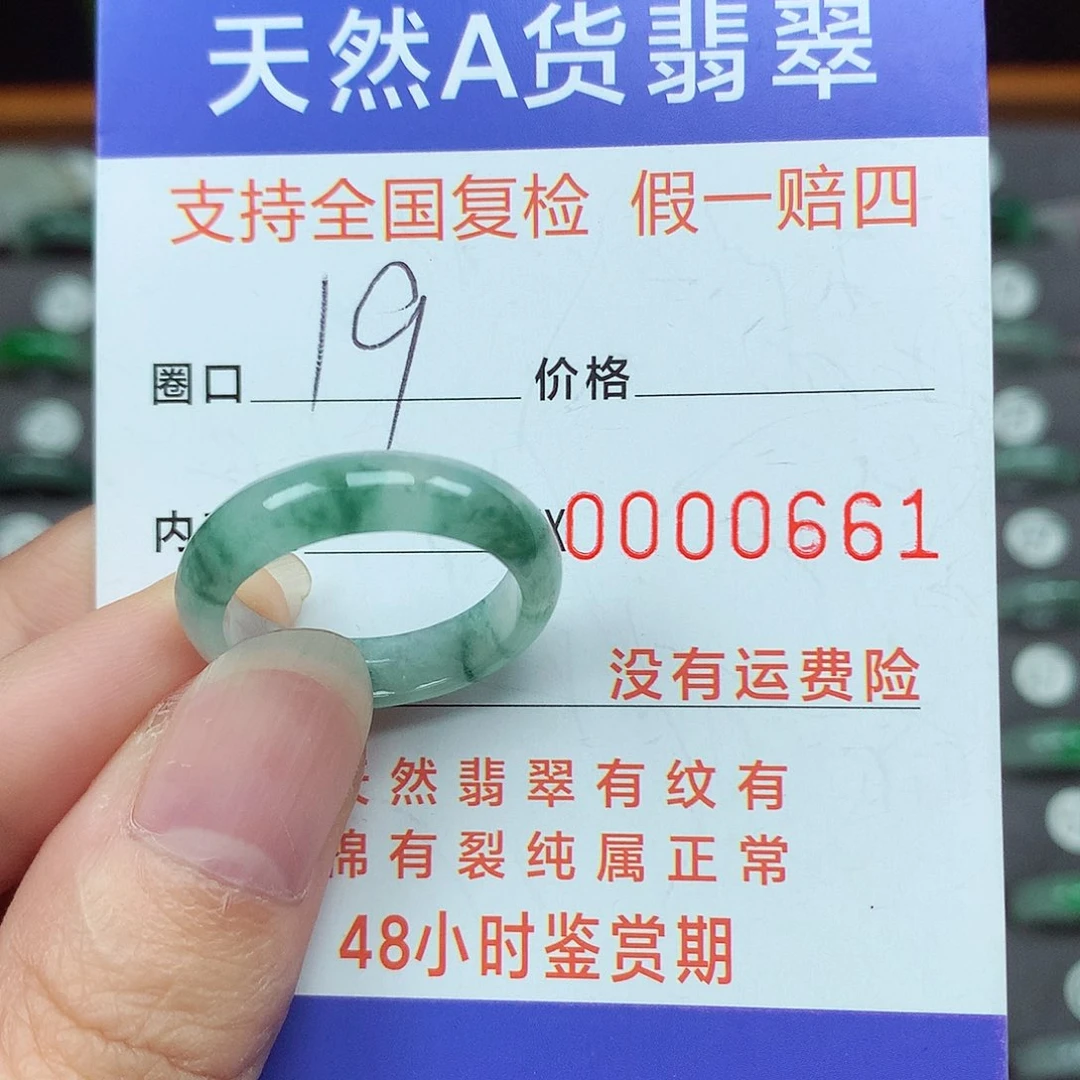 天然A货翡翠
支持全国复检 假一赔四
圈口 19 价格
内 X0000661
没有运费险
然翡翠有纹有
棉有裂纯属正常
48小时鉴赏期